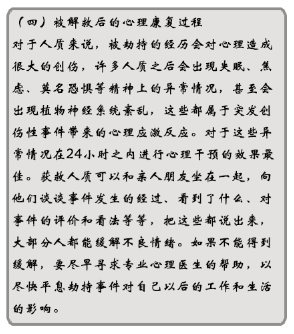 （四）被解救后的心理康复过程
对于人质来说，被劫持的经历会对心理造成
很大的创伤，许多人质之后会出现失眠、焦
虑、莫名恐惧等精神上的异常情况，甚至会
出现植物神经系统紊乱，这些都属于突发创
伤性事件带来的心理应激反应。对于这些异
常情况在24小时之内进行心理干预的效果最
佳。获救人质可以和亲人朋友坐在一起，向
他们谈谈事件发生的经过、看到了什么、对
事件的评价和看法等等，把这些都说出来，
大部分人都能缓解不良情绪。如果不能得到
缓解，要尽早寻求专业心理医生的帮助，以
尽快平息劫持事件对自己以后的工作和生活
的影响。